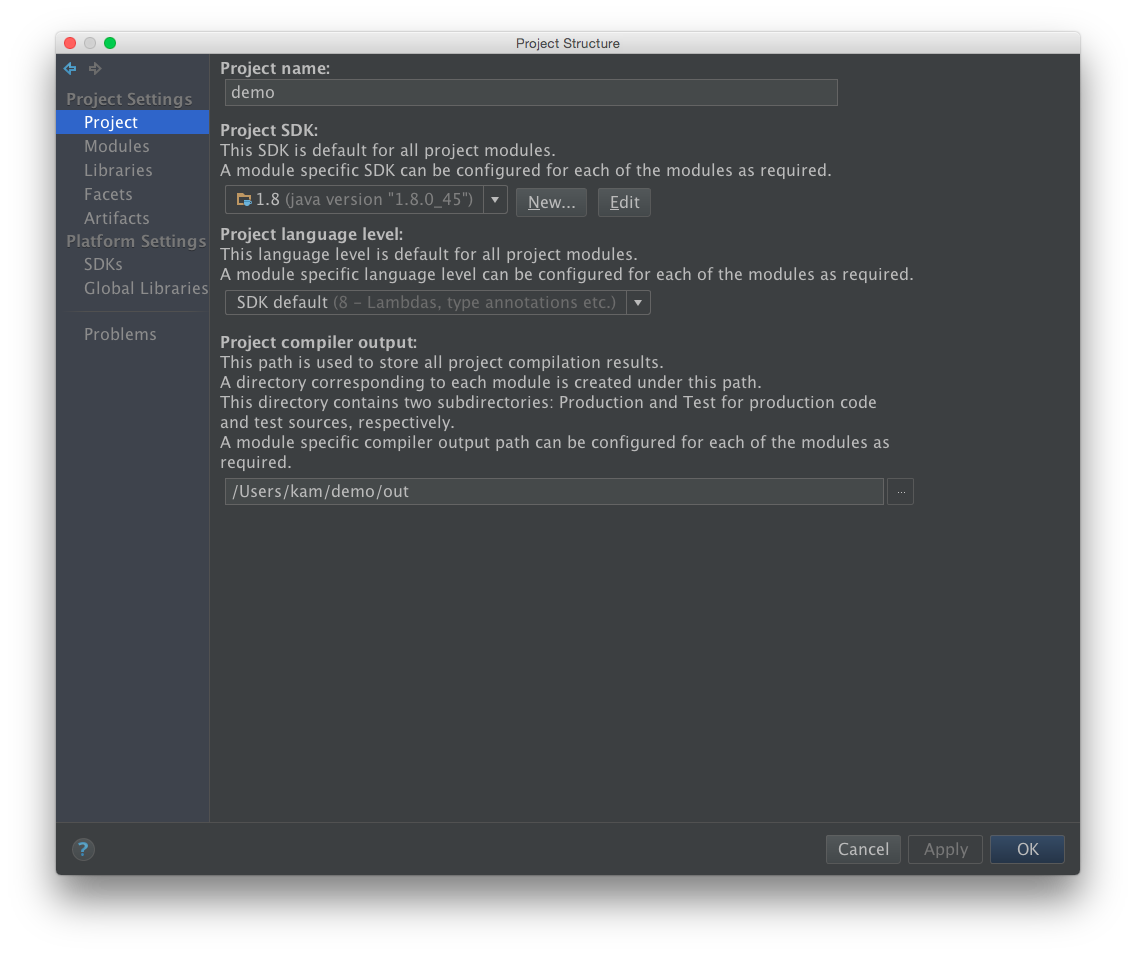 Project Structure
Project Settings
Project
Modules
Libraries
Facets
Artifacts
Platform Settings
SDKs
Global Libraries
Problems
Project name:
demo
Project SDK:
This SDK is default for all project modules.
A module specific SDK can be configured for each of the modules as required.
1.8 (java version "1.8.0_45")
New...
Edit
Project language level:
This language level is default for all project modules.
A module specific language level can be configured for each of the modules as required.
SDK default (8 – Lambdas, type annotations etc.)
Project compiler output:
This path is used to store all project compilation results.
A directory corresponding to each module is created under this path.
This directory contains two subdirectories: Production and Test for production code
and test sources, respectively.
A module specific compiler output path can be configured for each of the modules as
required.
/Users/kam/demo/out
...
?
Cancel
Apply
OK